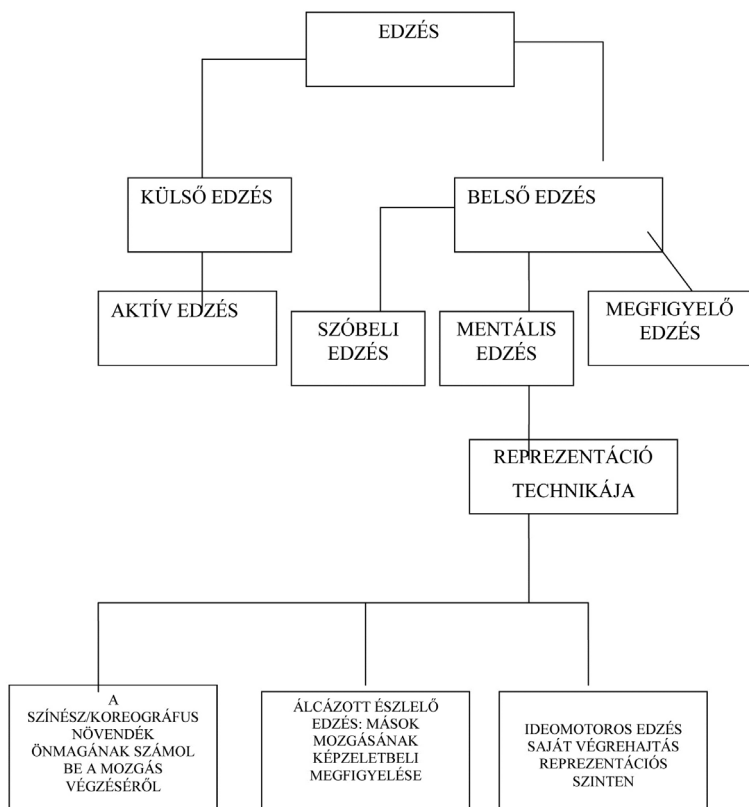 EDZÉS
KÜLSŐ EDZÉS
BELSŐ EDZÉS
AKTÍV EDZÉS
SZÓBELI
EDZÉS
MENTÁLIS
EDZÉS
MEGFIGYELŐ
EDZÉS
REPREZENTÁCIÓ
TECHNIKÁJA
A
SZÍNÉSZ/KOREOGRÁFUS
NÖVENDÉK
ÖNMAGÁNAK SZÁMOL
BE A MOZGÁS
VÉGZÉSÉRŐL
ÁLCÁZOTT ÉSZLELŐ
EDZÉS: MÁSOK
MOZGÁSÁNAK
KÉPZELETBELI
MEGFIGYELÉSE
IDEOMOTOROS EDZÉS
SAJÁT VÉGREHAJTÁS
REPREZENTÁCIÓS
SZINTEN